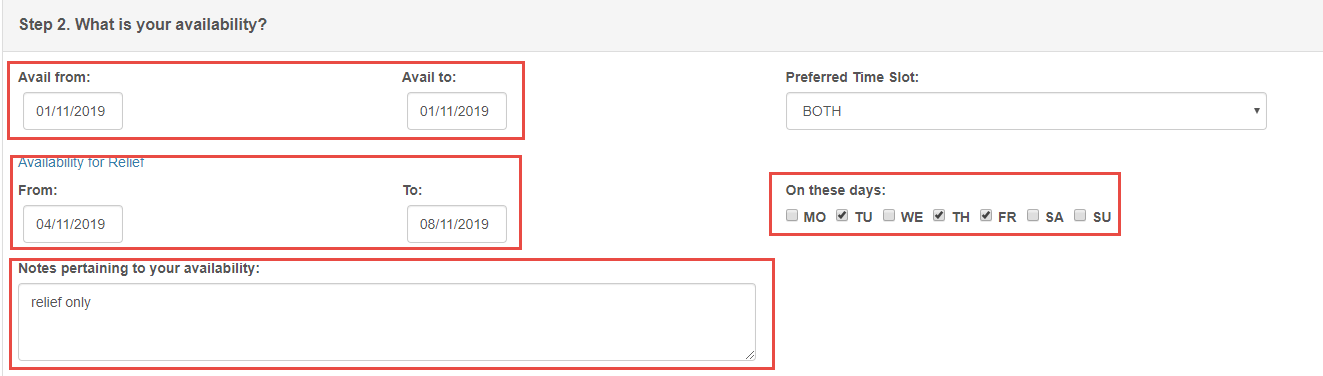 Step 2. What is your availability?
Avail from: Avail to: Preferred Time Slot:
01/11/2019 01/11/2019 BOTH
Availability for Relief
From: To: On these days:
04/11/2019 08/11/2019 MO TU WE TH FR SA SU
Notes pertaining to your availability:
relief only